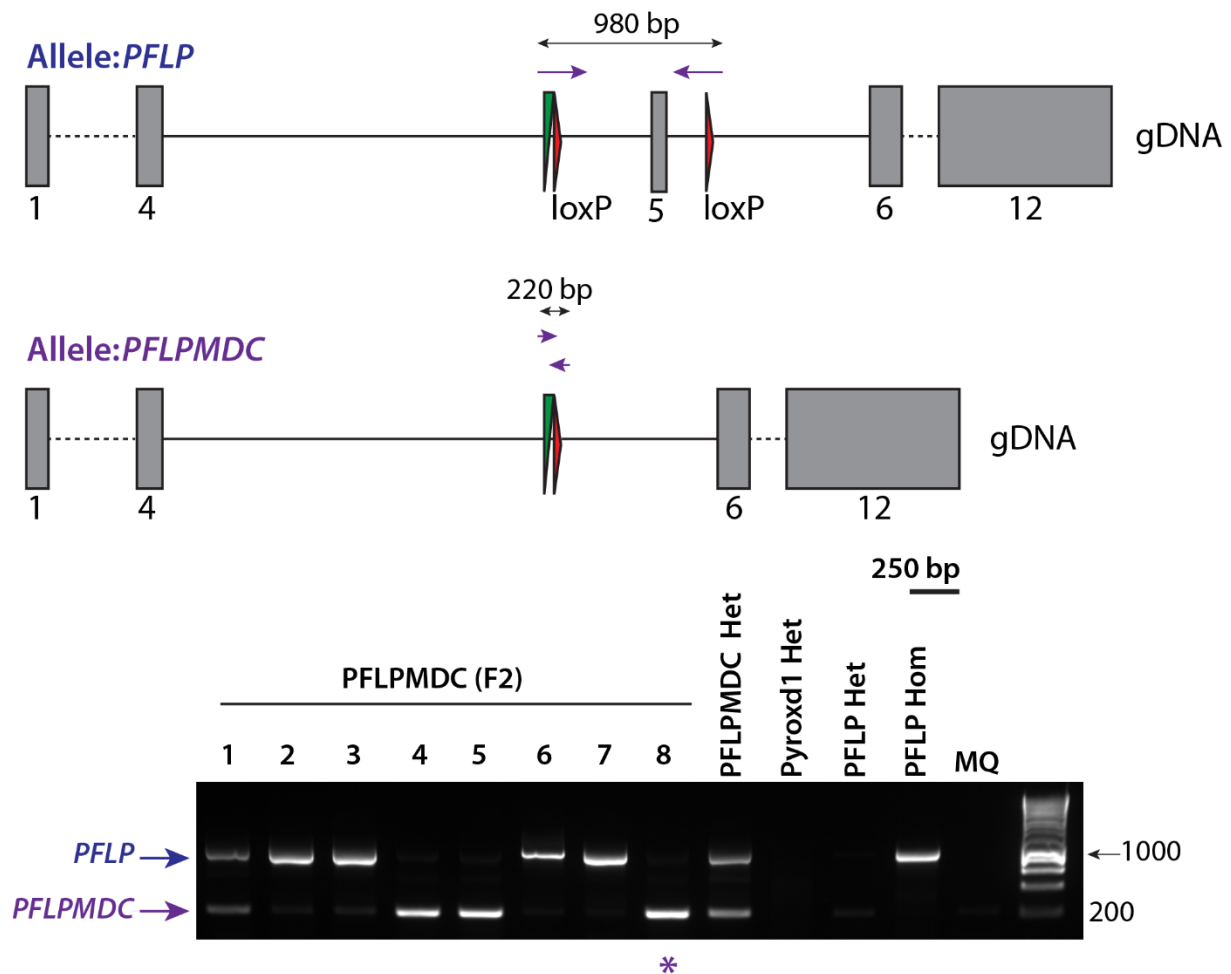 980 bp
Allele:PFLP
gDNA
1 4 loxP 5 loxP 6 12
220 bp
Allele:PFLPMDC
gDNA
1 4 6 12
250 bp
PFLPMDC (F2)
1 2 3 4 5 6 7 8
PFLPMDC Het
Pyroxd1 Het
PFLP Het
PFLP Hom
MQ
PFLP
1000
PFLPMDC
200
*